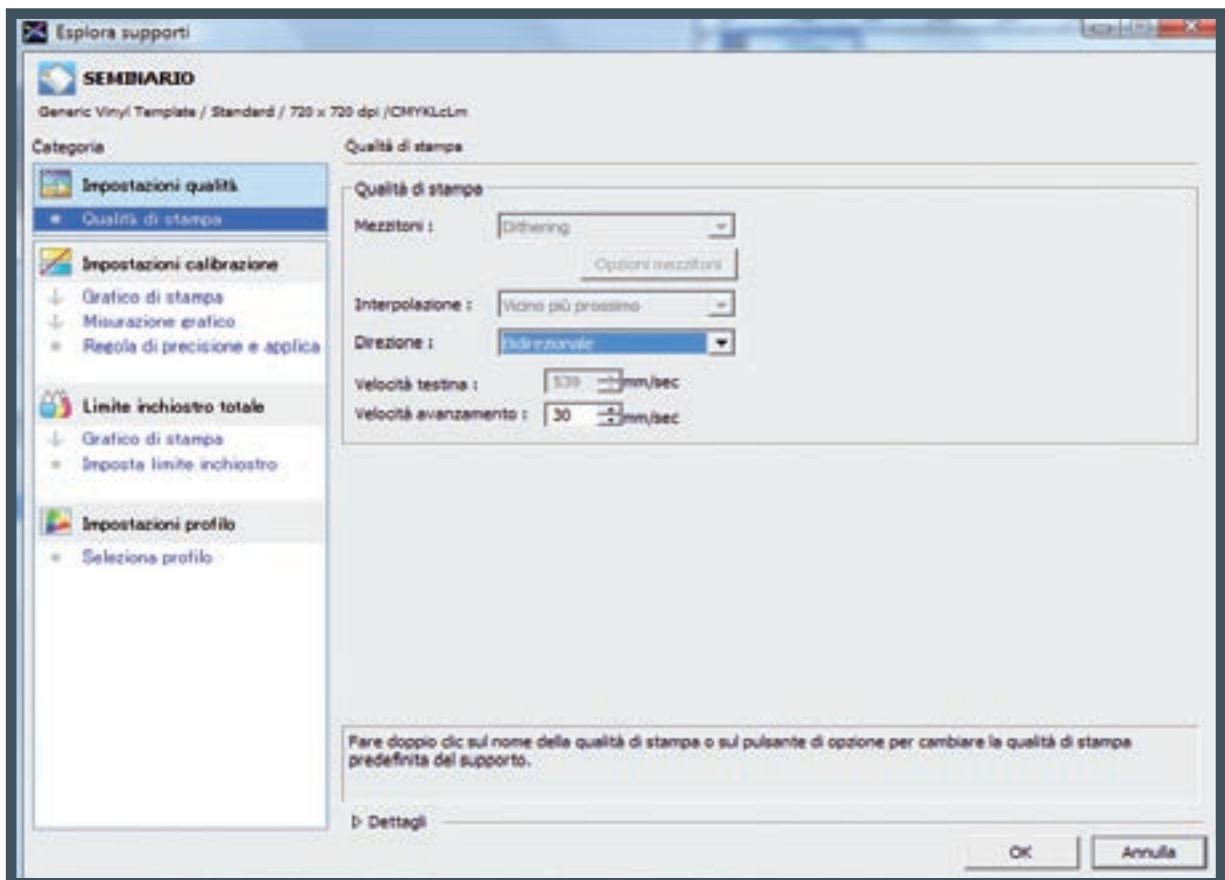 Esplora supporti
SEMINARIO
Generic Vinyl Template / Standard / 720 x 720 dpi /CMYKLcLm
Categoria
Impostazioni qualità
Qualità di stampa
Impostazioni calibrazione
Grafico di stampa
Misurazione grafico
Regola di precisione e applica
Limite inchiostro totale
Grafico di stampa
Imposta limite inchiostro
Impostazioni profilo
Seleziona profilo
Qualità di stampa
Qualità di stampa
Mezzitoni : Dithering
Opzioni mezzitoni
Interpolazione : Vicino più prossimo
Direzione : Bidirezionale
Velocità testina : 539 mm/sec
Velocità avanzamento : 30 mm/sec
Fare doppio clic sul nome della qualità di stampa o sul pulsante di opzione per cambiare la qualità di stampa
predefinita del supporto.
Dettagli
OK Annulla